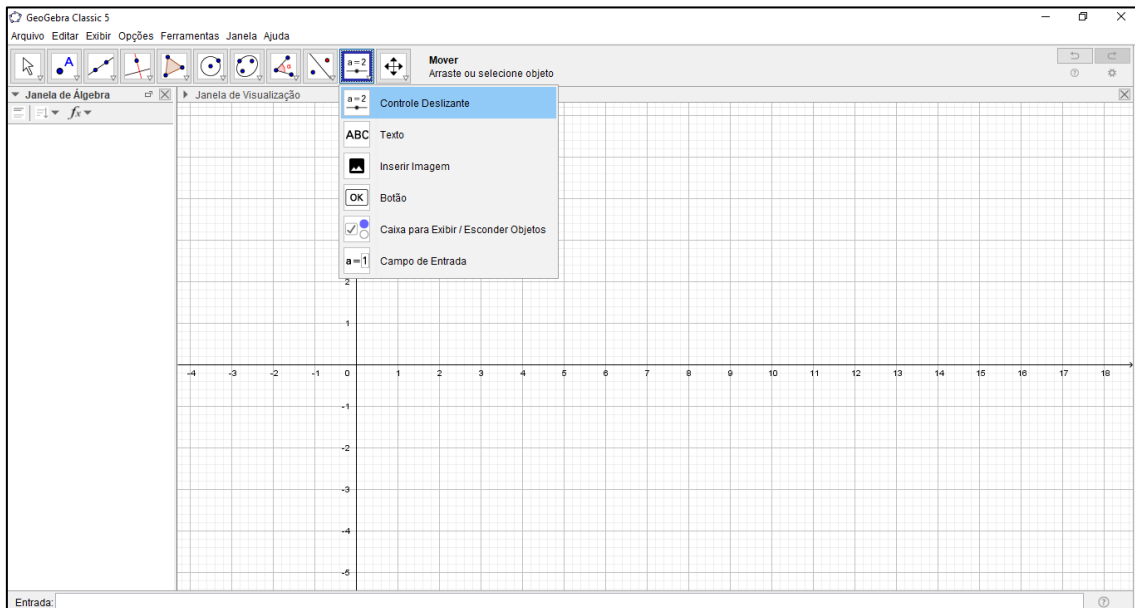 GeoGebra Classic 5
Arquivo Editar Exibir Opções Ferramentas Janela Ajuda
A
α
a=2
Mover
Arraste ou selecione objeto
Janela de Álgebra
Janela de Visualização
fx
a=2 Controle Deslizante
ABC Texto
Inserir Imagem
OK Botão
Caixa para Exibir / Esconder Objetos
a=1 Campo de Entrada
2
1
-4 -3 -2 -1 0 1 2 3 4 5 6 7 8 9 10 11 12 13 14 15 16 17 18
-1
-2
-3
-4
-5
Entrada: